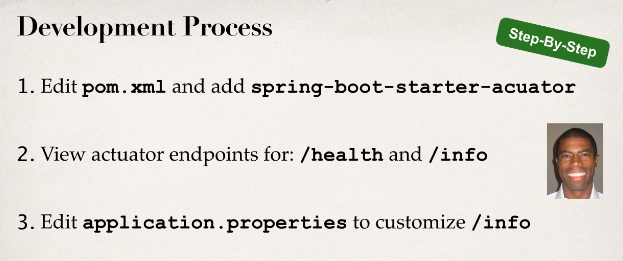 Development Process
Step-By-Step
1. Edit pom.xml and add spring-boot-starter-acuator
2. View actuator endpoints for: /health and /info
3. Edit application.properties to customize /info